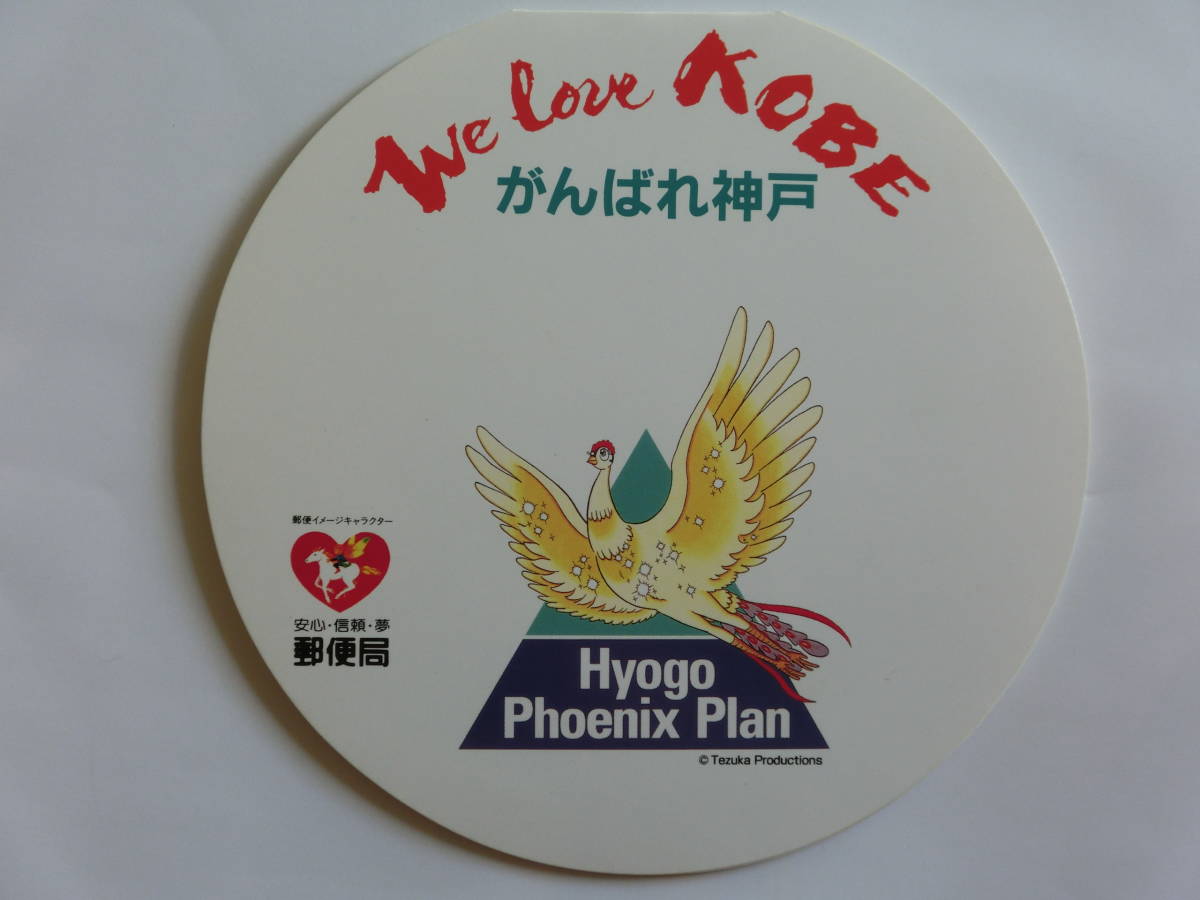 We love KOBE
がんばれ神戸
郵便イメージキャラクター
安心・信頼・夢
郵便局
Hyogo
Phoenix Plan
© Tezuka Productions